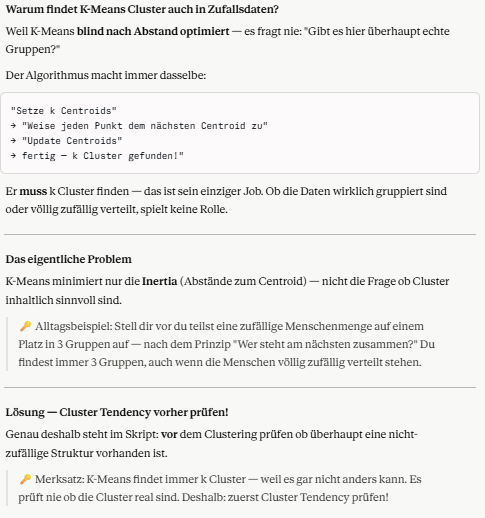 Warum findet K-Means Cluster auch in Zufallsdaten?
Weil K-Means blind nach Abstand optimiert — es fragt nie: "Gibt es hier überhaupt echte
Gruppen?"
Der Algorithmus macht immer dasselbe:
"Setze k Centroids"
→ "Weise jeden Punkt dem nächsten Centroid zu"
→ "Update Centroids"
→ fertig — k Cluster gefunden!"
Er muss k Cluster finden — das ist sein einziger Job. Ob die Daten wirklich gruppiert sind
oder völlig zufällig verteilt, spielt keine Rolle.
Das eigentliche Problem
K-Means minimiert nur die Inertia (Abstände zum Centroid) — nicht die Frage ob Cluster
inhaltlich sinnvoll sind.
🔑 Alltagsbeispiel: Stell dir vor du teilst eine zufällige Menschenmenge auf einem
Platz in 3 Gruppen auf — nach dem Prinzip "Wer steht am nächsten zusammen?" Du
findest immer 3 Gruppen, auch wenn die Menschen völlig zufällig verteilt stehen.
Lösung — Cluster Tendency vorher prüfen!
Genau deshalb steht im Skript: vor dem Clustering prüfen ob überhaupt eine nicht-
zufällige Struktur vorhanden ist.
🔑 Merksatz: K-Means findet immer k Cluster — weil es gar nicht anders kann. Es
prüft nie ob die Cluster real sind. Deshalb: zuerst Cluster Tendency prüfen!